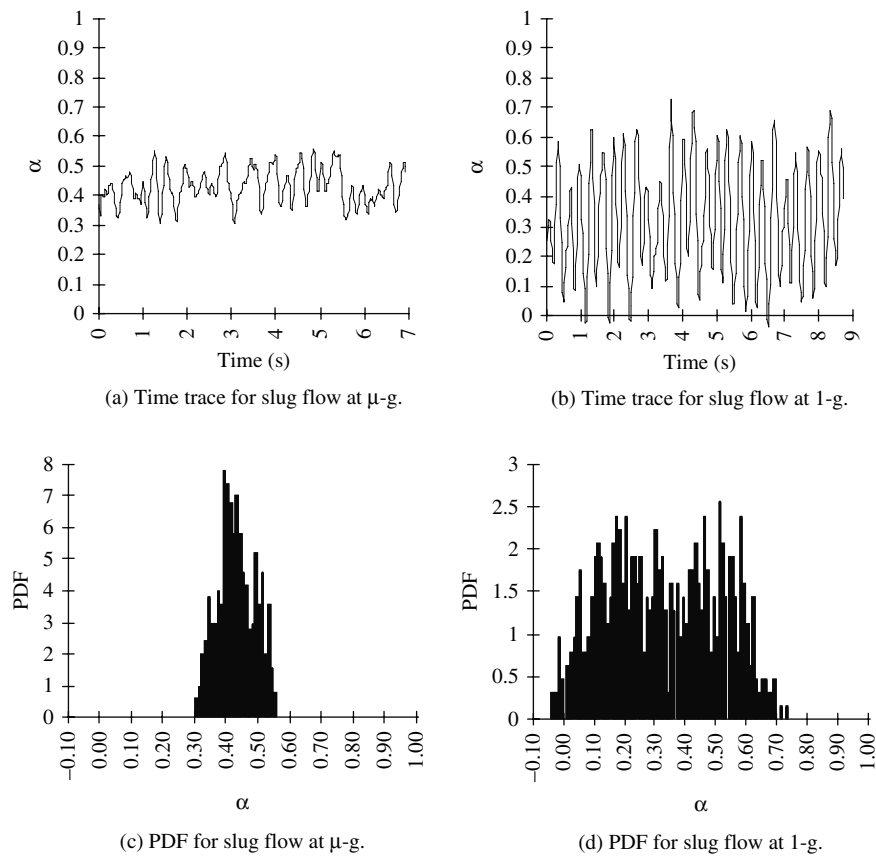 1
0.9
0.8
0.7
0.6
0.5
0.4
0.3
0.2
0.1
0
α
0 1 2 3 4 5 6 7
Time (s)
(a) Time trace for slug flow at μ-g.
1
0.9
0.8
0.7
0.6
0.5
0.4
0.3
0.2
0.1
0
α
0 1 2 3 4 5 6 7 8 9
Time (s)
(b) Time trace for slug flow at 1-g.
8
7
6
5
4
3
2
1
0
PDF
−0.10 0.00 0.10 0.20 0.30 0.40 0.50 0.60 0.70 0.80 0.90 1.00
α
(c) PDF for slug flow at μ-g.
3
2.5
2
1.5
1
0.5
0
PDF
−0.10 0.00 0.10 0.20 0.30 0.40 0.50 0.60 0.70 0.80 0.90 1.00
α
(d) PDF for slug flow at 1-g.